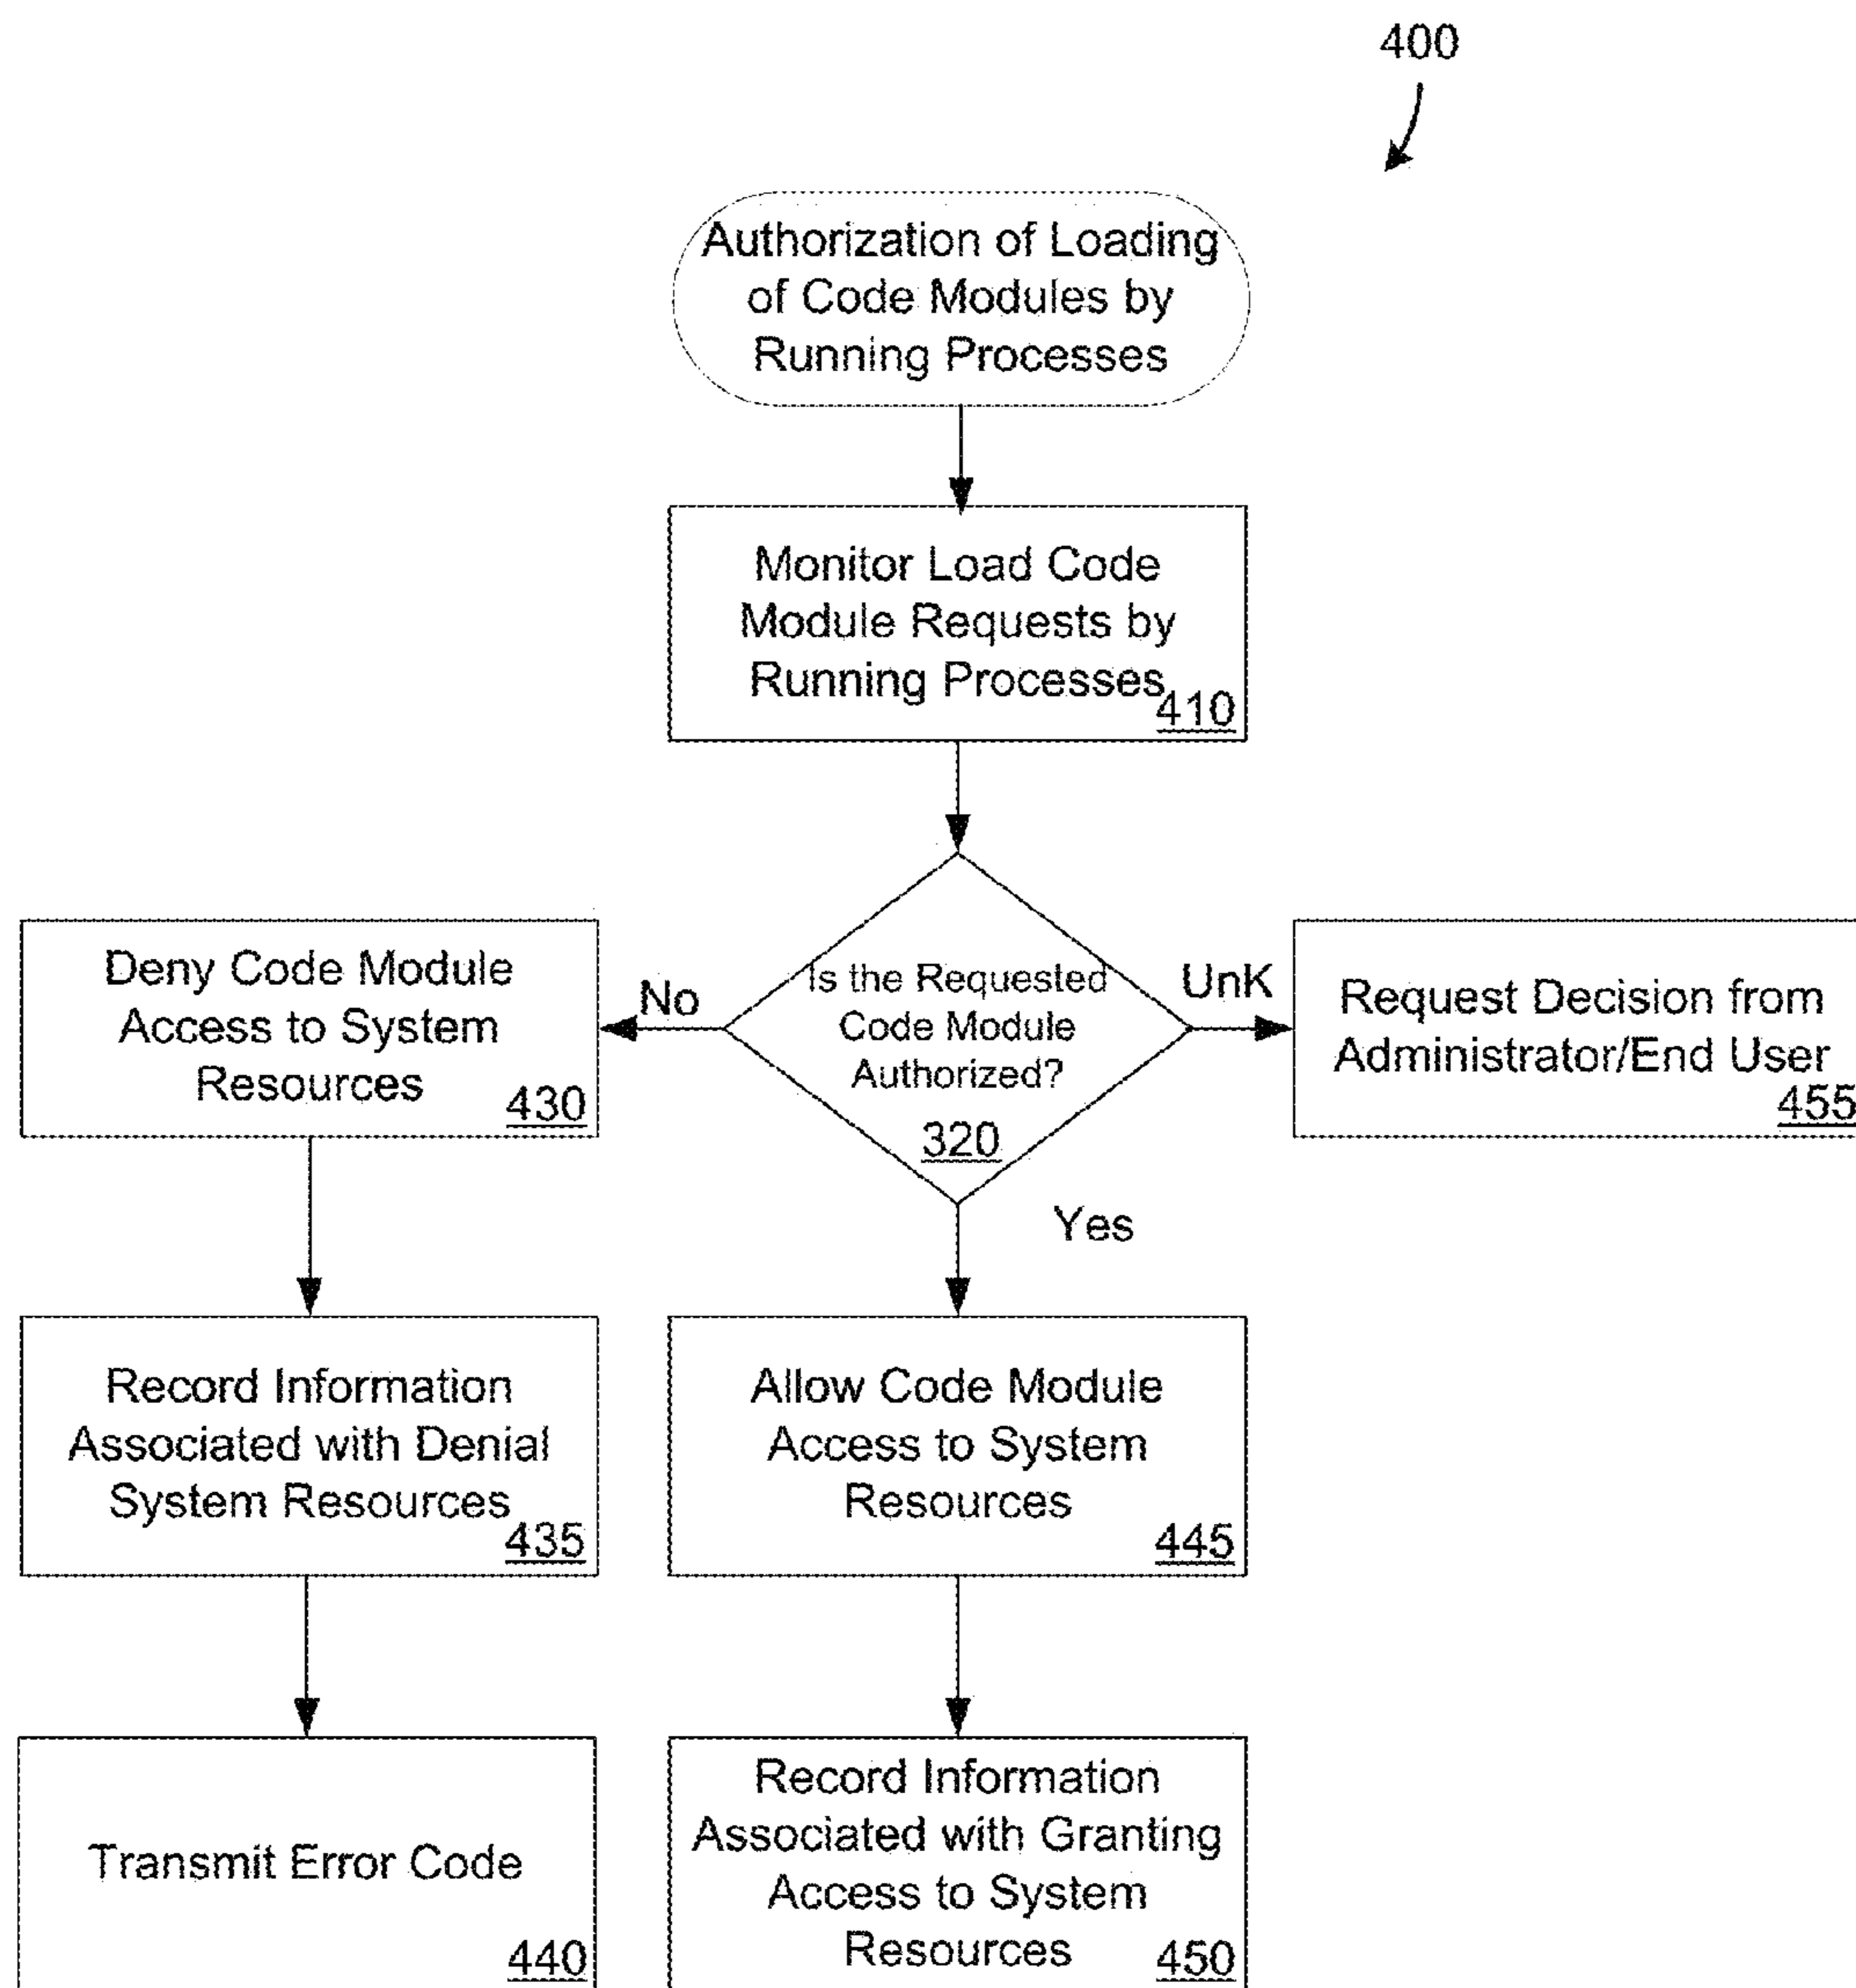 400
Authorization of Loading
of Code Modules by
Running Processes
Monitor Load Code
Module Requests by
Running Processes
410
Is the Requested
Code Module
Authorized?
320
No
UnK
Yes
Deny Code Module
Access to System
Resources
430
Request Decision from
Administrator/End User
455
Record Information
Associated with Denial
System Resources
435
Allow Code Module
Access to System
Resources
445
Transmit Error Code
440
Record Information
Associated with Granting
Access to System
Resources
450